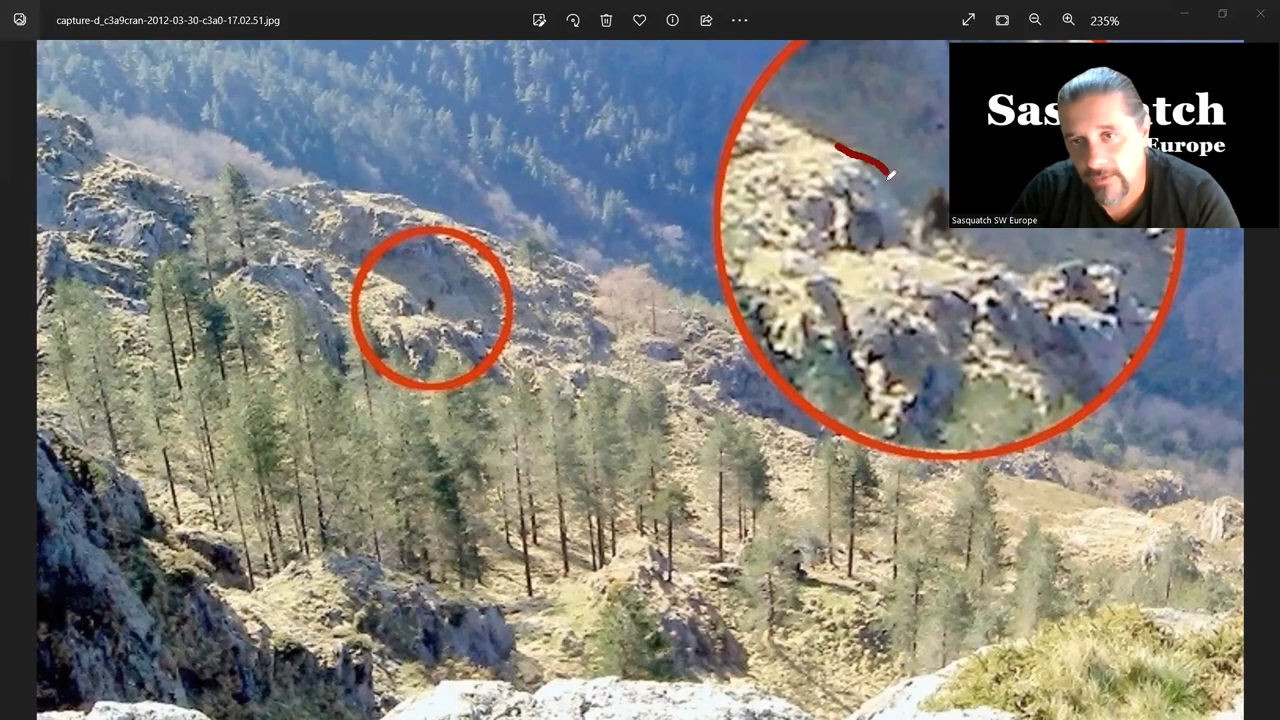 capture-d_c3a9cran-2012-03-30-c3a0-17.02.51.jpg
235%
Sas tch
Europe
Sasquatch SW Europe